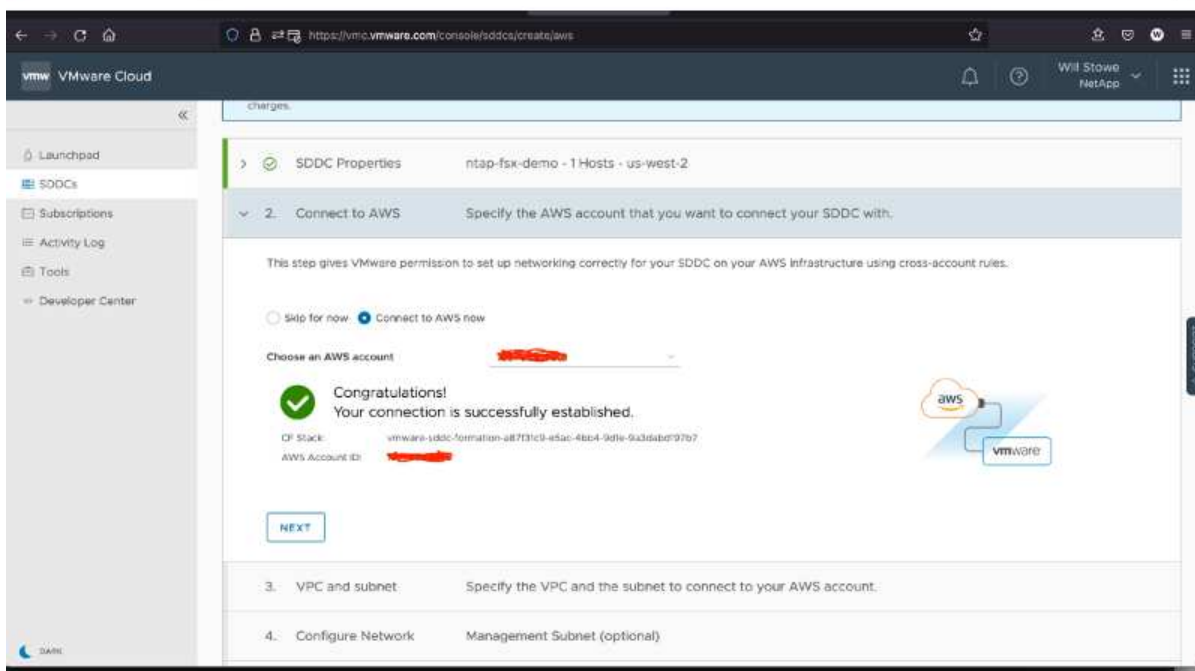 https://vmc.vmware.com/console/sddcs/create/aws
vmw VMware Cloud
Will Stowe
NetApp
charges.
Launchpad
SDDCs
Subscriptions
Activity Log
Tools
Developer Center
SDDC Properties ntap-fsx-demo - 1 Hosts - us-west-2
2. Connect to AWS Specify the AWS account that you want to connect your SDDC with.
This step gives VMware permission to set up networking correctly for your SDDC on your AWS infrastructure using cross-account rules.
Skip for now Connect to AWS now
Choose an AWS account
Congratulations!
Your connection is successfully established.
CF Stack:
AWS Account ID:
aws
vmware
NEXT
3. VPC and subnet Specify the VPC and the subnet to connect to your AWS account.
4. Configure Network Management Subnet (optional)
DARK